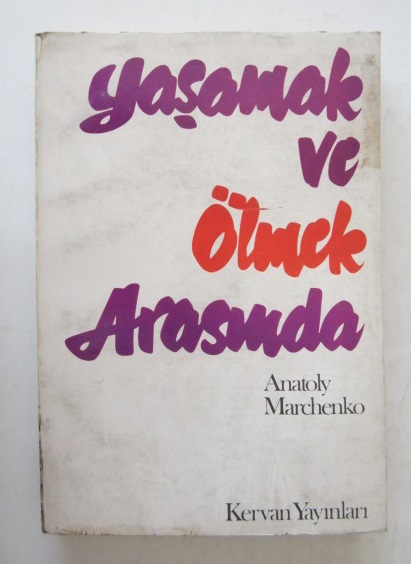 Yaşamak
ve
Ölmek
Arasında
Anatoly
Marchenko
Kervan Yayınları